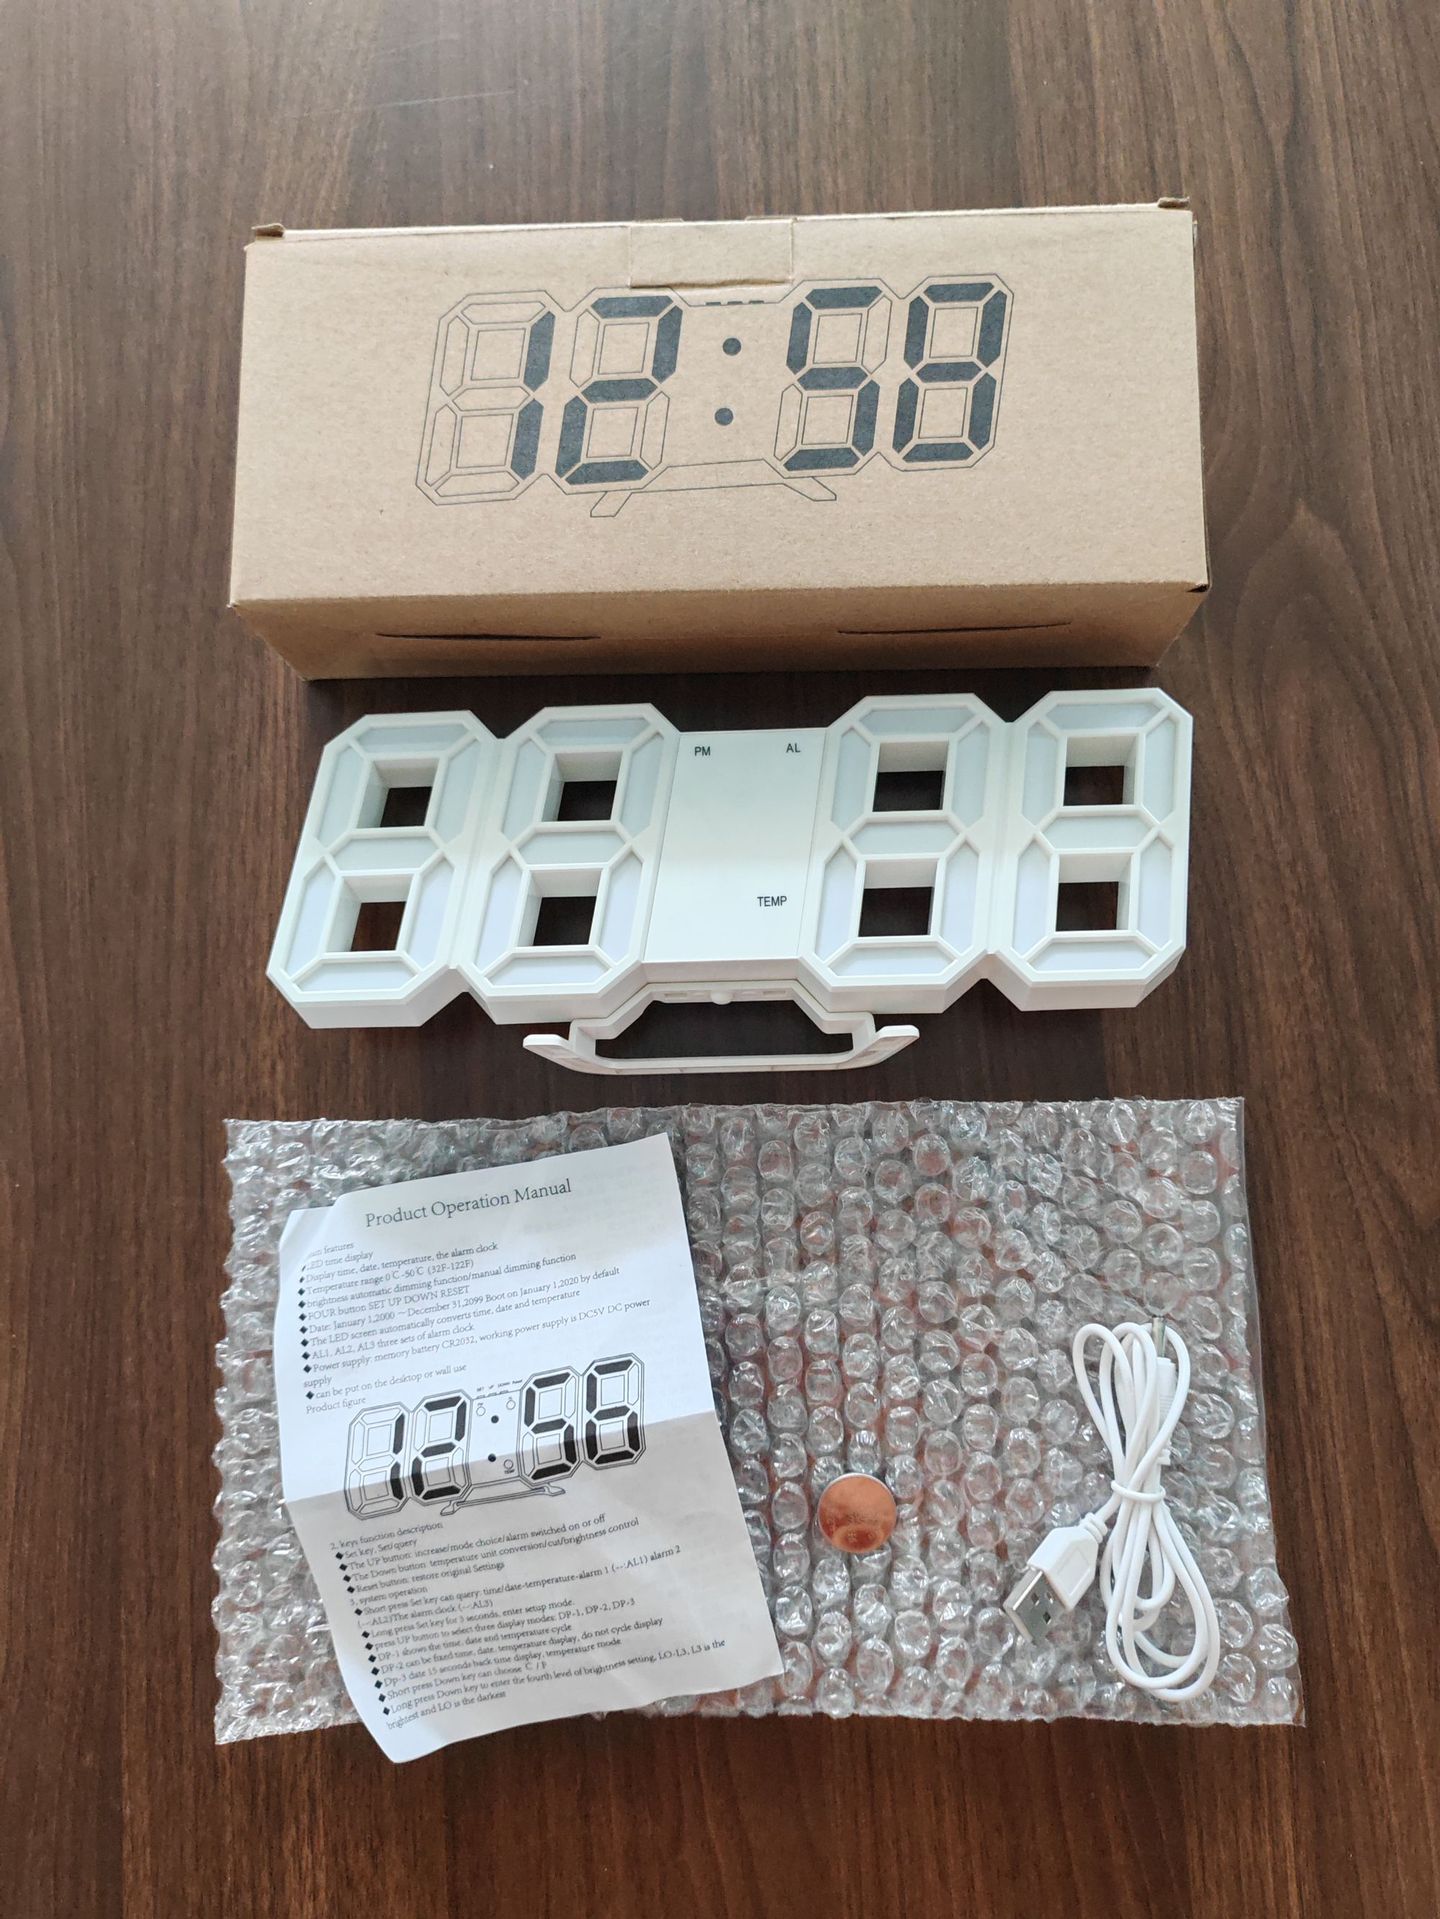 12:58
PM AL
TEMP
Product Operation Manual
features
LED time display
◆Display time, date, temperature, the alarm clock
◆Temperature range 0℃-50℃ (32F-122F)
◆brightness automatic dimming function/manual dimming function
◆FOUR button SET UP DOWN RESET
◆Date: January 1,2000 ～ December 31,2099 Boot on January 1,2020 by default
◆The LED screen automatically converts time, date and temperature
◆AL1, AL2, AL3 three sets of alarm clock
◆Power supply: memory battery CR2032, working power supply is DC5V DC power
supply
◆can be put on the desktop or wall use
Product figure
SET UP DOWN Reset
12:58
TEMP
2. keys function description
◆Set key, Set/query
◆The UP button: increase/mode choice/alarm switched on or off
◆The Down button: temperature unit conversion/cut/brightness control
◆Reset button: restore original Settings
3. system operation
◆Short press Set key can query: time/date-temperature-alarm 1 (--:AL1) alarm 2
(--:AL2)/The alarm clock (--:AL3)
◆Long press Set key for 3 seconds, enter setup mode.
◆press UP button to select three display modes: DP-1, DP-2, DP-3
◆DP-1 shows the time, date and temperature cycle
◆DP-2 can be fixed time, date, temperature display, do not cycle display
◆Dp-3 date 15 seconds back time display, temperature mode
◆Short press Down key can choose ℃ / F
◆Long press Down key to enter the fourth level of brightness setting, LO-L3, L3 is the
brightest and LO is the darkest